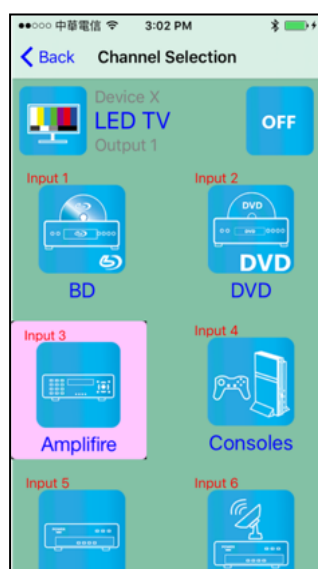 中華電信 3:02 PM
Back Channel Selection
Device X
LED TV
Output 1
OFF
Input 1 Input 2
DVD
DVD
BD DVD
Input 3 Input 4
Amplifire Consoles
Input 5 Input 6